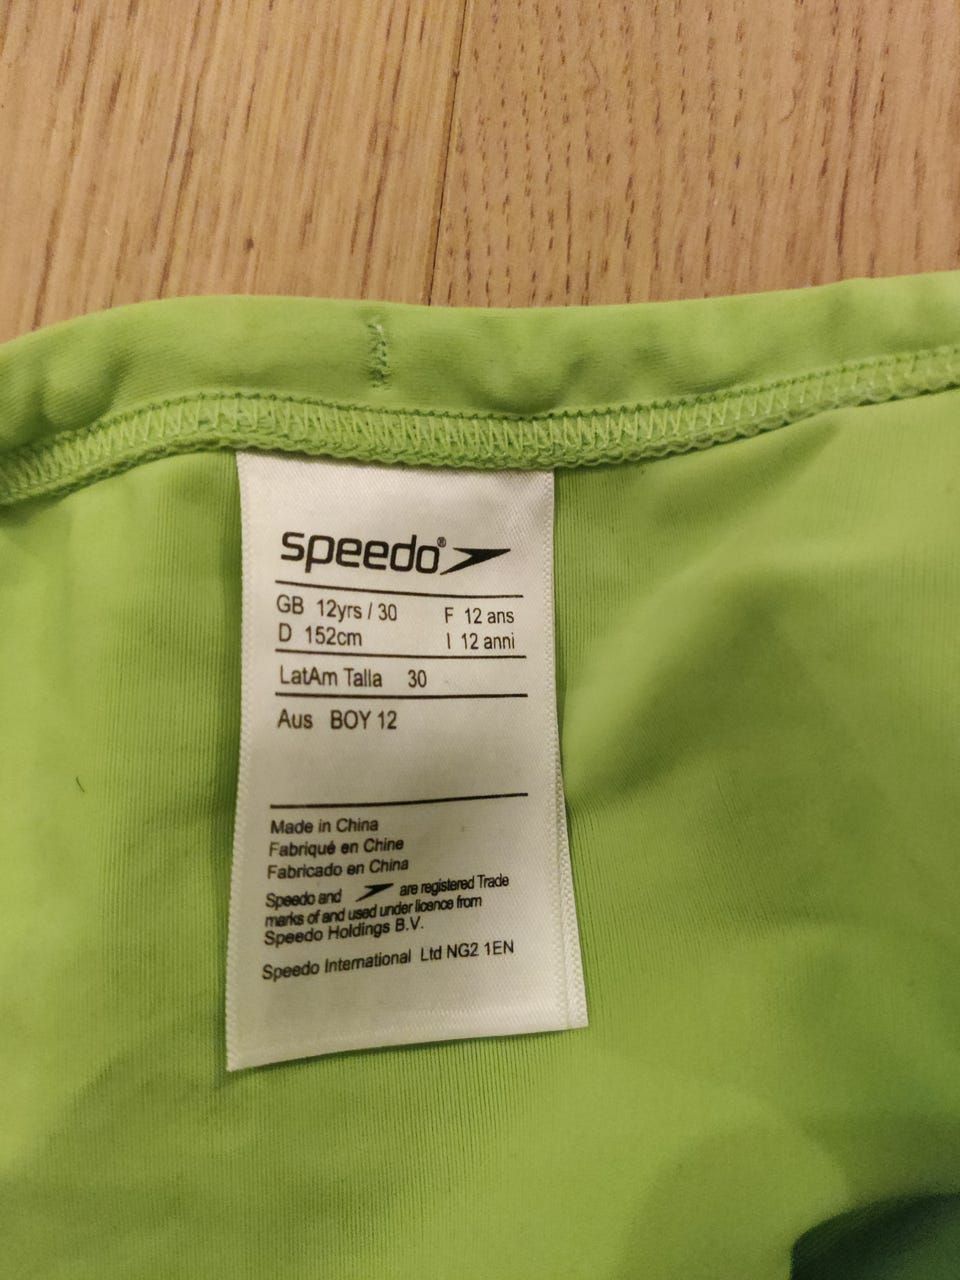 speedo®
GB 12yrs / 30 F 12 ans
D 152cm I 12 anni
LatAm Talla 30
Aus BOY 12
Made in China
Fabriqué en Chine
Fabricado en China
Speedo and are registered Trade
marks of and used under licence from
Speedo Holdings B.V.
Speedo International Ltd NG2 1EN